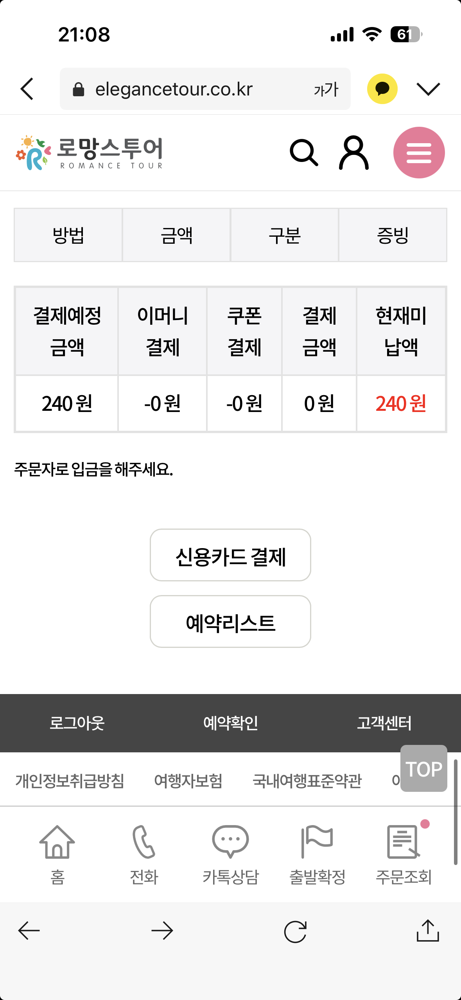 21:08
61
elegancetour.co.kr
가가
로망스투어
ROMANCE TOUR
방법 금액 구분 증빙
결제예정 이머니 쿠폰 결제 현재미
금액 결제 결제 금액 납액
240 원 -0 원 -0 원 0 원 240 원
주문자로 입금을 해주세요.
신용카드 결제
예약리스트
로그아웃 예약확인 고객센터
TOP
개인정보취급방침 여행자보험 국내여행표준약관
홈 전화 카톡상담 출발확정 주문조회